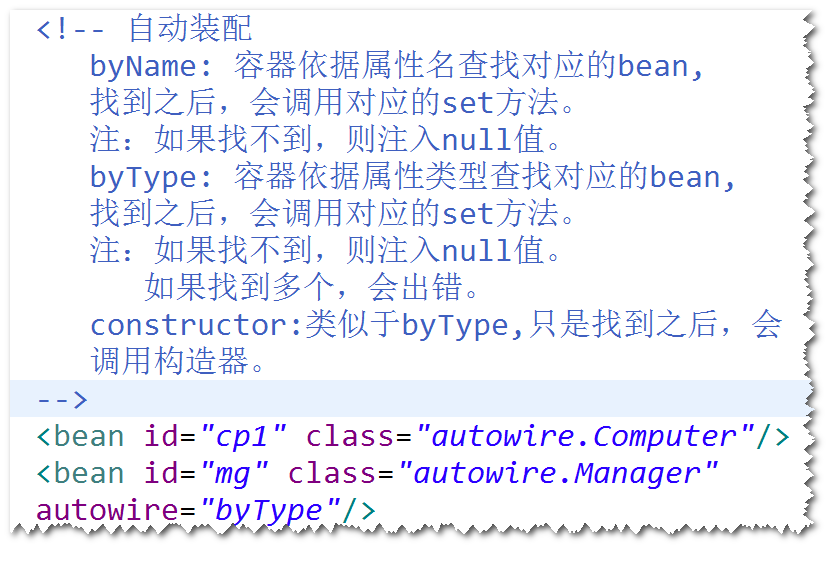 <!-- 自动装配
byName: 容器依据属性名查找对应的bean,
找到之后，会调用对应的set方法。
注：如果找不到，则注入null值。
byType: 容器依据属性类型查找对应的bean,
找到之后，会调用对应的set方法。
注：如果找不到，则注入null值。
如果找到多个，会出错。
constructor:类似于byType,只是找到之后，会
调用构造器。
-->
<bean id="cp1" class="autowire.Computer"/>
<bean id="mg" class="autowire.Manager"
autowire="byType"/>